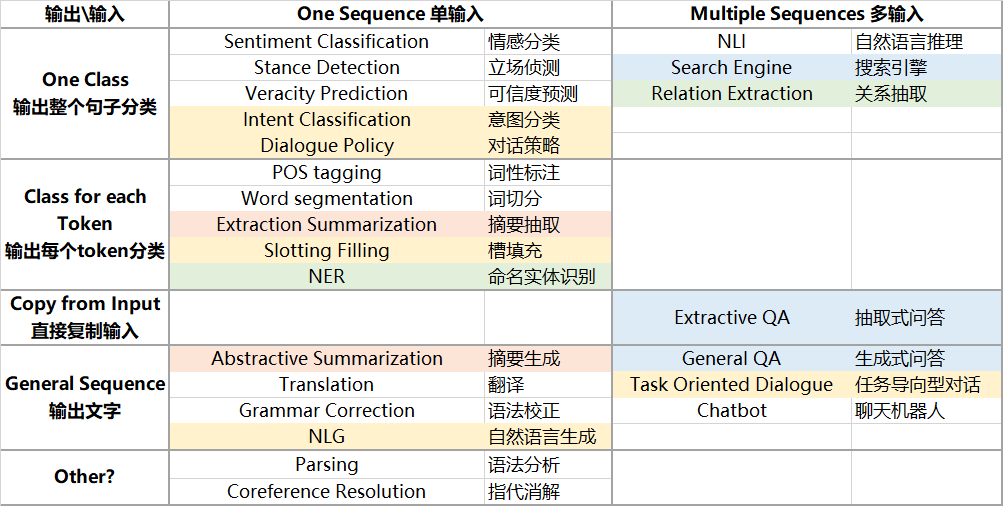 输出\输入 One Sequence 单输入 Multiple Sequences 多输入
One Class
输出整个句子分类
Sentiment Classification 情感分类 NLI 自然语言推理
Stance Detection 立场侦测 Search Engine 搜索引擎
Veracity Prediction 可信度预测 Relation Extraction 关系抽取
Intent Classification 意图分类
Dialogue Policy 对话策略
Class for each
Token
输出每个token分类
POS tagging 词性标注
Word segmentation 词切分
Extraction Summarization 摘要抽取
Slotting Filling 槽填充
NER 命名实体识别
Copy from Input
直接复制输入
Extractive QA 抽取式问答
General Sequence
输出文字
Abstractive Summarization 摘要生成 General QA 生成式问答
Translation 翻译 Task Oriented Dialogue 任务导向型对话
Grammar Correction 语法校正 Chatbot 聊天机器人
NLG 自然语言生成
Other?
Parsing 语法分析
Coreference Resolution 指代消解